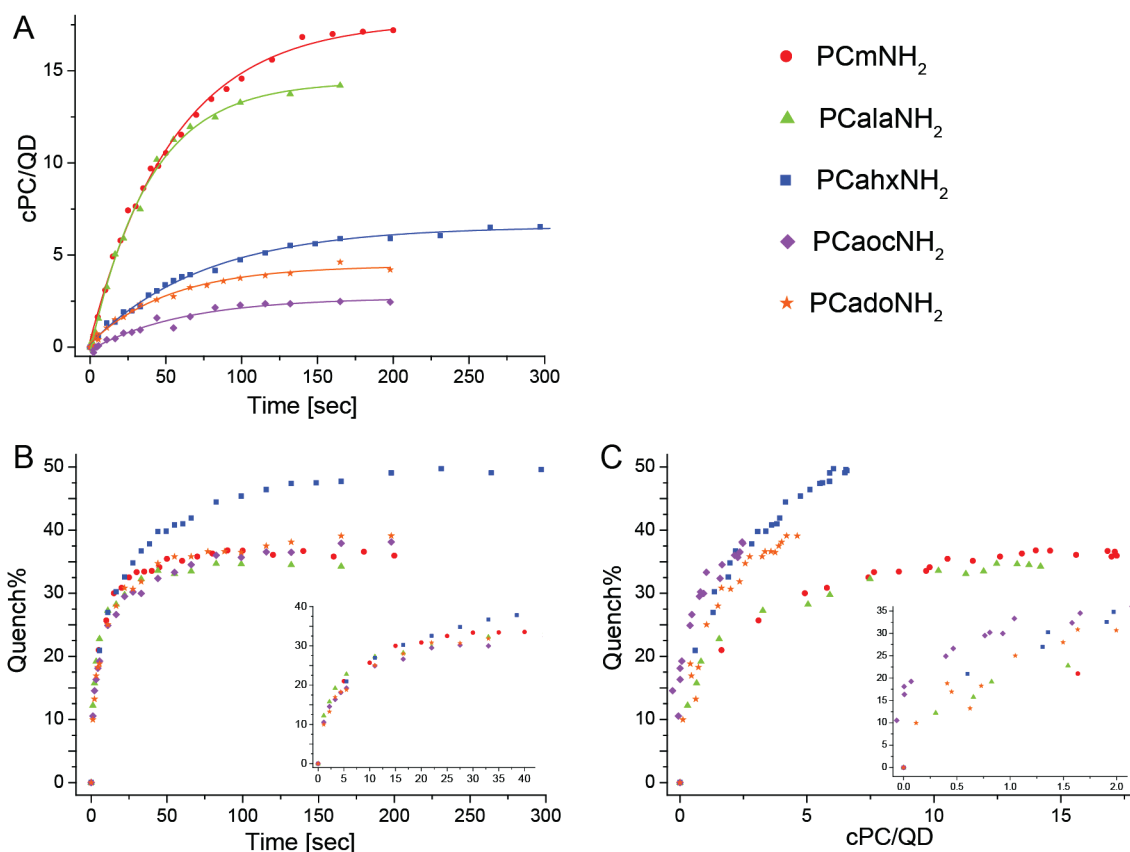 A
cPC/QD
15
10
5
0
0 50 100 150 200 250 300
Time [sec]
PCmNH₂
PCalaNH₂
PCahxNH₂
PCaocNH₂
PCadoNH₂
B
Quench%
50
40
30
20
10
0
0 50 100 150 200 250 300
Time [sec]
40
30
20
10
0
0 5 10 15 20 25 30 35 40
C
Quench%
50
40
30
20
10
0
0 5 10 15
cPC/QD
35
30
25
20
15
10
5
0
0.0 0.5 1.0 1.5 2.0